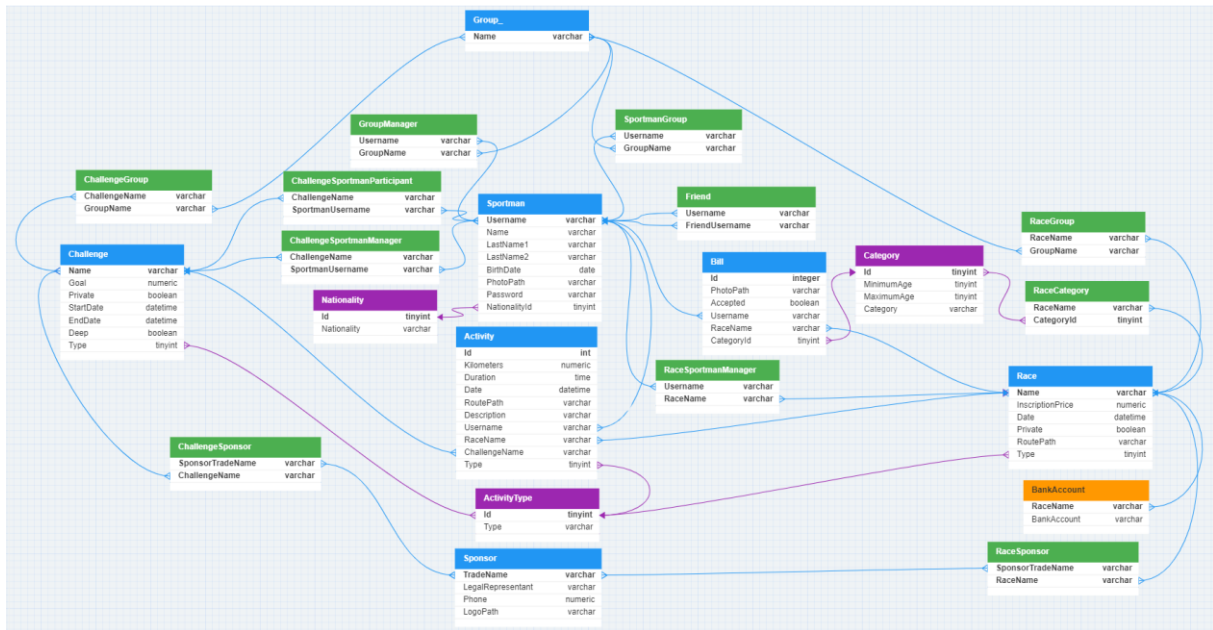 Group_
Name varchar
GroupManager
Username varchar
GroupName varchar
SportmanGroup
Username varchar
GroupName varchar
ChallengeGroup
ChallengeName varchar
GroupName varchar
ChallengeSportmanParticipant
ChallengeName varchar
SportmanUsername varchar
Sportman
Username varchar
Name varchar
LastName1 varchar
LastName2 varchar
BirthDate date
PhotoPath varchar
Password varchar
NationalityId tinyint
Friend
Username varchar
FriendUsername varchar
RaceGroup
RaceName varchar
GroupName varchar
ChallengeSportmanManager
ChallengeName varchar
SportmanUsername varchar
Challenge
Name varchar
Goal numeric
Private boolean
StartDate datetime
EndDate datetime
Deep boolean
Type tinyint
Bill
Id integer
PhotoPath varchar
Accepted boolean
Username varchar
RaceName varchar
CategoryId tinyint
Category
Id tinyint
MinimumAge tinyint
MaximumAge tinyint
Category varchar
RaceCategory
RaceName varchar
CategoryId tinyint
Nationality
Id tinyint
Nationality varchar
Activity
Id int
Kilometers numeric
Duration time
Date datetime
RoutePath varchar
Description varchar
Username varchar
RaceName varchar
ChallengeName varchar
Type tinyint
RaceSportmanManager
Username varchar
RaceName varchar
Race
Name varchar
InscriptionPrice numeric
Date datetime
Private boolean
RoutePath varchar
Type tinyint
ChallengeSponsor
SponsorTradeName varchar
ChallengeName varchar
ActivityType
Id tinyint
Type varchar
BankAccount
RaceName varchar
BankAccount varchar
Sponsor
TradeName varchar
LegalRepresentant varchar
Phone numeric
LogoPath varchar
RaceSponsor
SponsorTradeName varchar
RaceName varchar